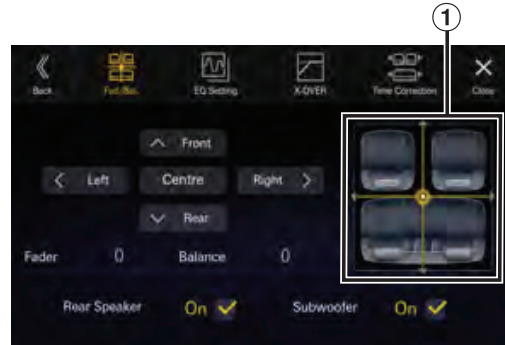 1
Back Fad./Bal. EQ Setting X-OVER Time Correction Close
Front
Left Centre Right
Rear
Fader 0 Balance 0
Rear Speaker On Subwoofer On